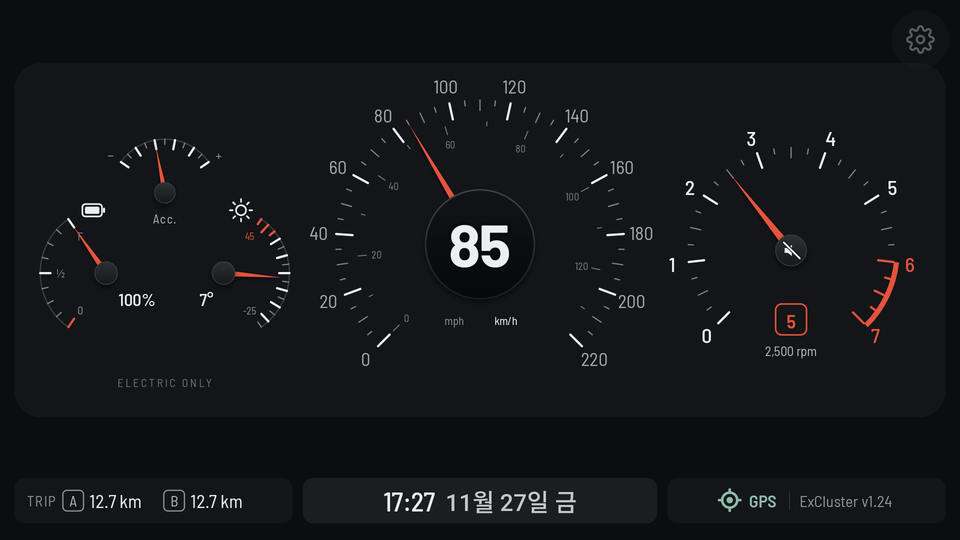 100 120
80 140
60 160
40 180
20 200
0 220
60 80
40 100
20 120
0
mph km/h
85
− +
Acc.
F
½
0
100%
45
-25
7°
ELECTRIC ONLY
3 4
2 5
1 6
0 7
5
2,500 rpm
TRIP A 12.7 km B 12.7 km
17:27 11월 27일 금
GPS ExCluster v1.24